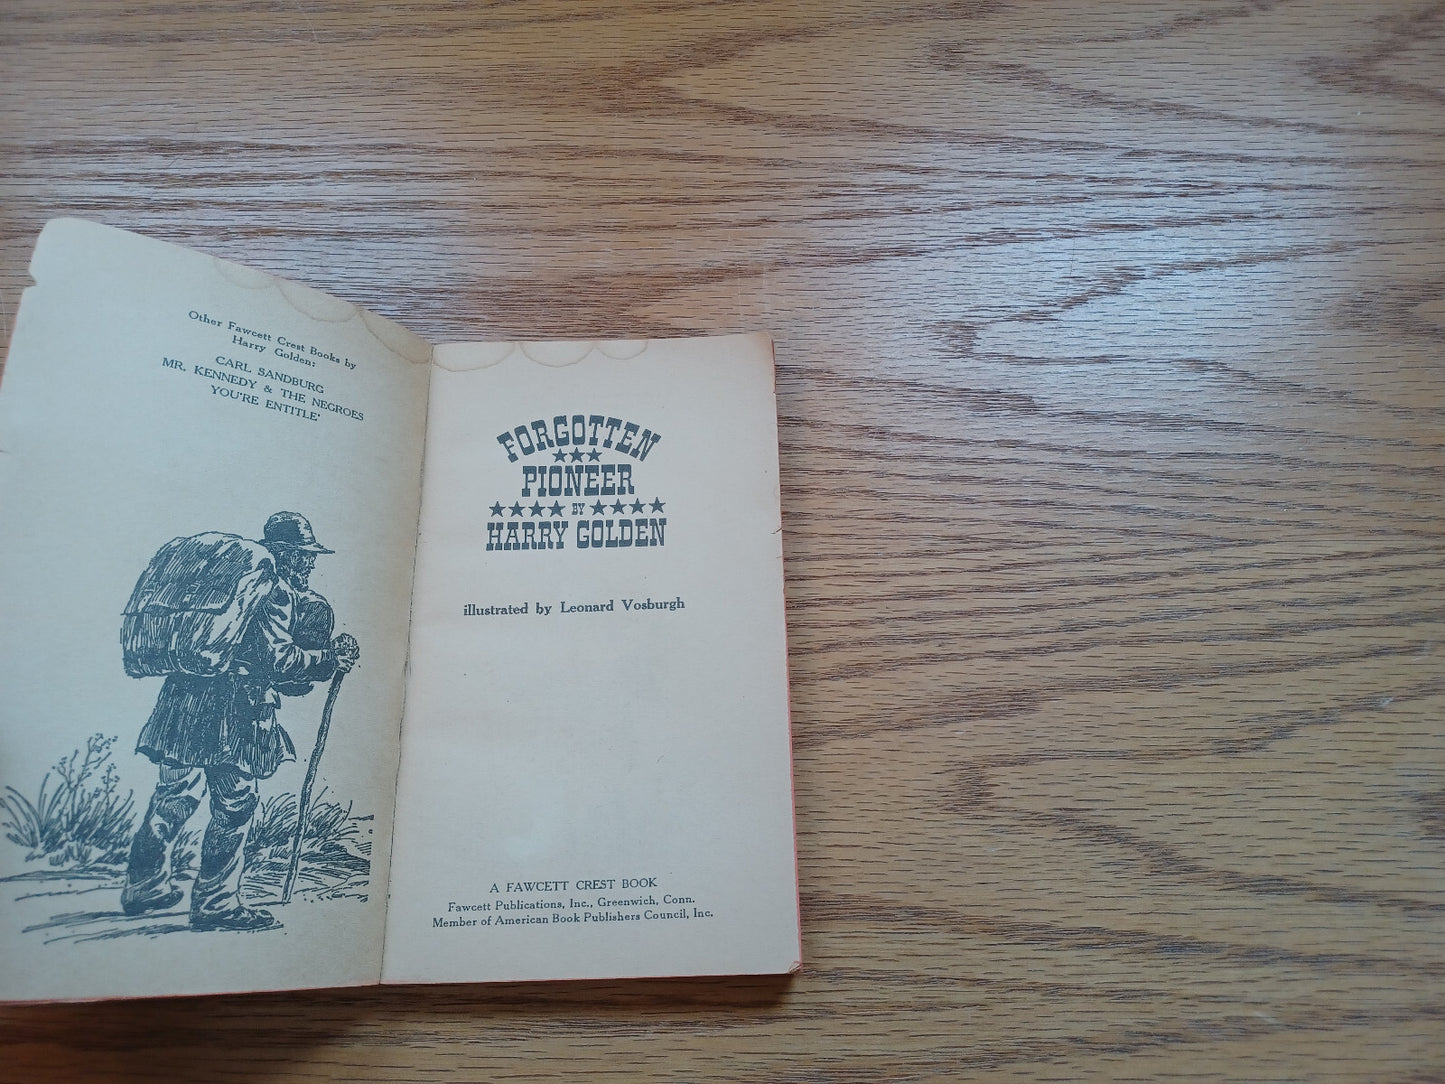 Other Fawcett Crest Books by
Harry Golden:
CARL SANDBURG
MR. KENNEDY & THE NEGROES
YOU'RE ENTITLE'
FORGOTTEN
PIONEER
BY
HARRY GOLDEN
illustrated by Leonard Vosburgh
A FAWCETT CREST BOOK
Fawcett Publications, Inc., Greenwich, Conn.
Member of American Book Publishers Council, Inc.